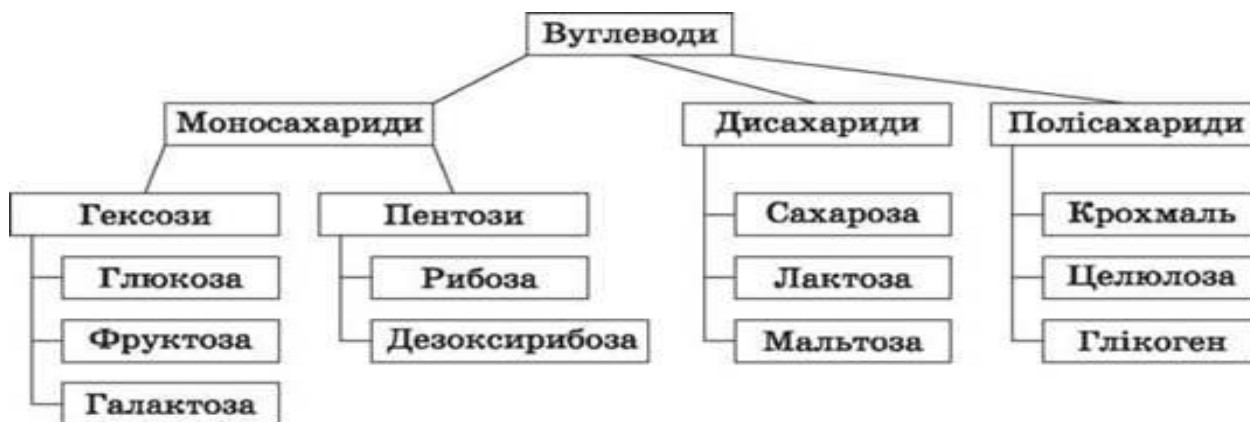 Вуглеводи
Моносахариди
Дисахариди
Полісахариди
Гексози
Пентози
Сахароза
Крохмаль
Глюкоза
Рибоза
Лактоза
Целюлоза
Фруктоза
Дезоксирибоза
Мальтоза
Глікоген
Галактоза